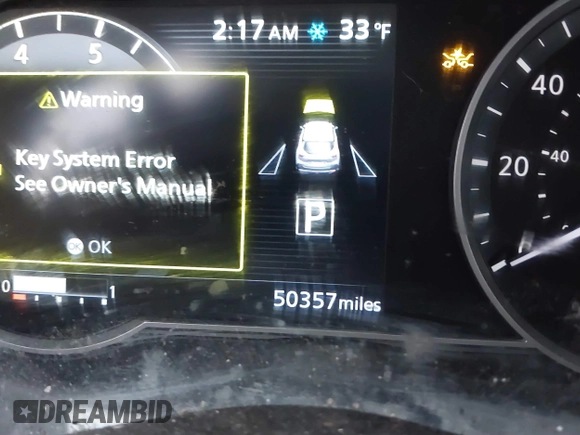 2:17 AM 33 °F
4 5
Warning
Key System Error
See Owner's Manual
OK
P
0 1
50357 miles
40
20 40
DREAMBID